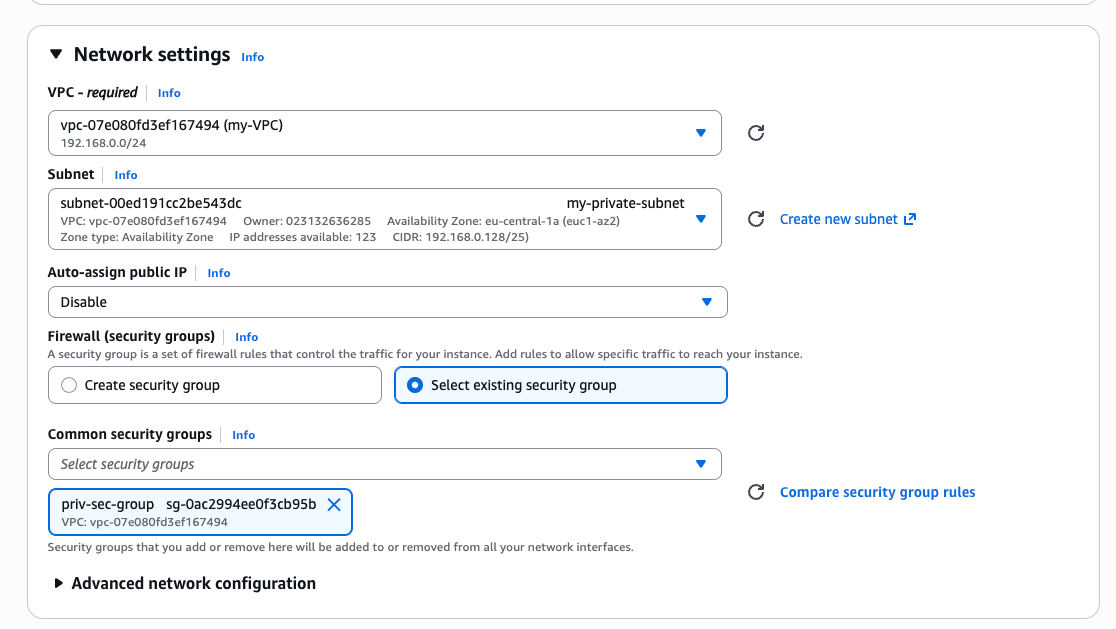 Network settings Info
VPC - required Info
vpc-07e080fd3ef167494 (my-VPC)
192.168.0.0/24
Subnet Info
subnet-00ed191cc2be543dc my-private-subnet
VPC: vpc-07e080fd3ef167494 Owner: 023132636285 Availability Zone: eu-central-1a (euc1-az2)
Zone type: Availability Zone IP addresses available: 123 CIDR: 192.168.0.128/25)
Create new subnet
Auto-assign public IP Info
Disable
Firewall (security groups) Info
A security group is a set of firewall rules that control the traffic for your instance. Add rules to allow specific traffic to reach your instance.
Create security group Select existing security group
Common security groups Info
Select security groups
priv-sec-group sg-0ac2994ee0f3cb95b
VPC: vpc-07e080fd3ef167494
Compare security group rules
Security groups that you add or remove here will be added to or removed from all your network interfaces.
Advanced network configuration